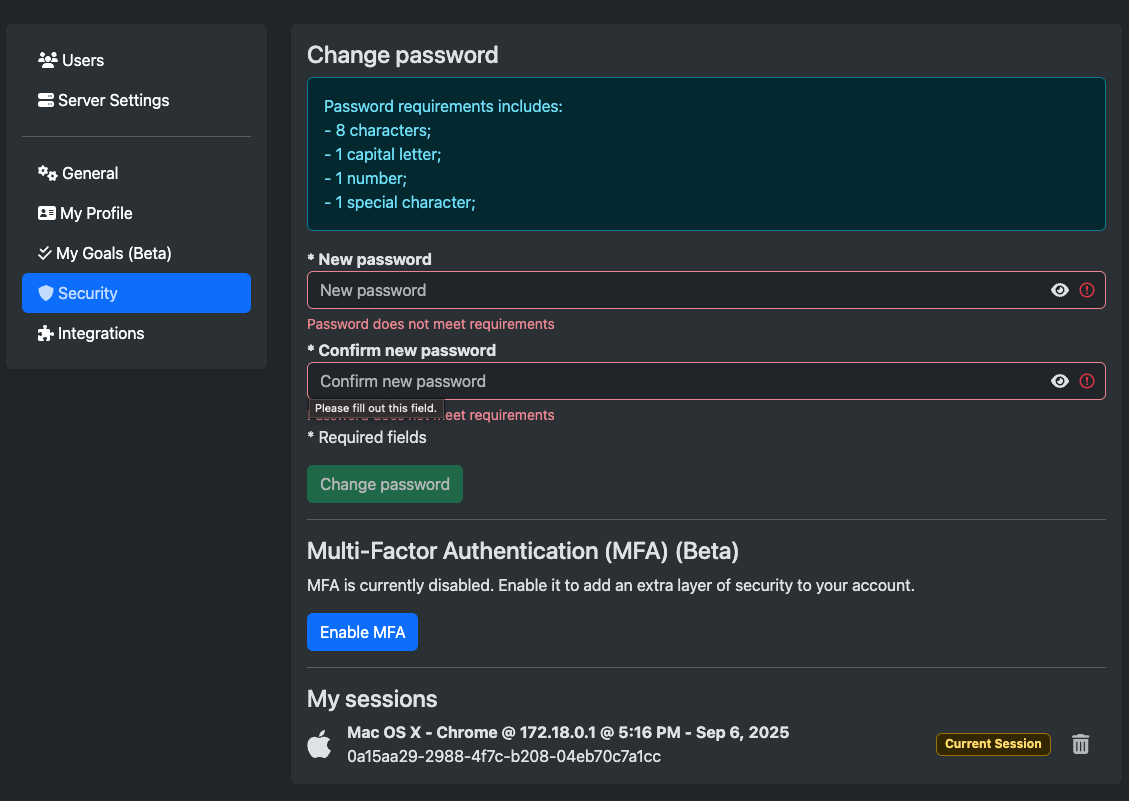 Users
Server Settings
General
My Profile
My Goals (Beta)
Security
Integrations
Change password
Password requirements includes:
- 8 characters;
- 1 capital letter;
- 1 number;
- 1 special character;
* New password
New password
Password does not meet requirements
* Confirm new password
Confirm new password
Please fill out this field.
Password does not meet requirements
* Required fields
Change password
Multi-Factor Authentication (MFA) (Beta)
MFA is currently disabled. Enable it to add an extra layer of security to your account.
Enable MFA
My sessions
Mac OS X - Chrome @ 172.18.0.1 @ 5:16 PM - Sep 6, 2025
0a15aa29-2988-4f7c-b208-04eb70c7a1cc
Current Session